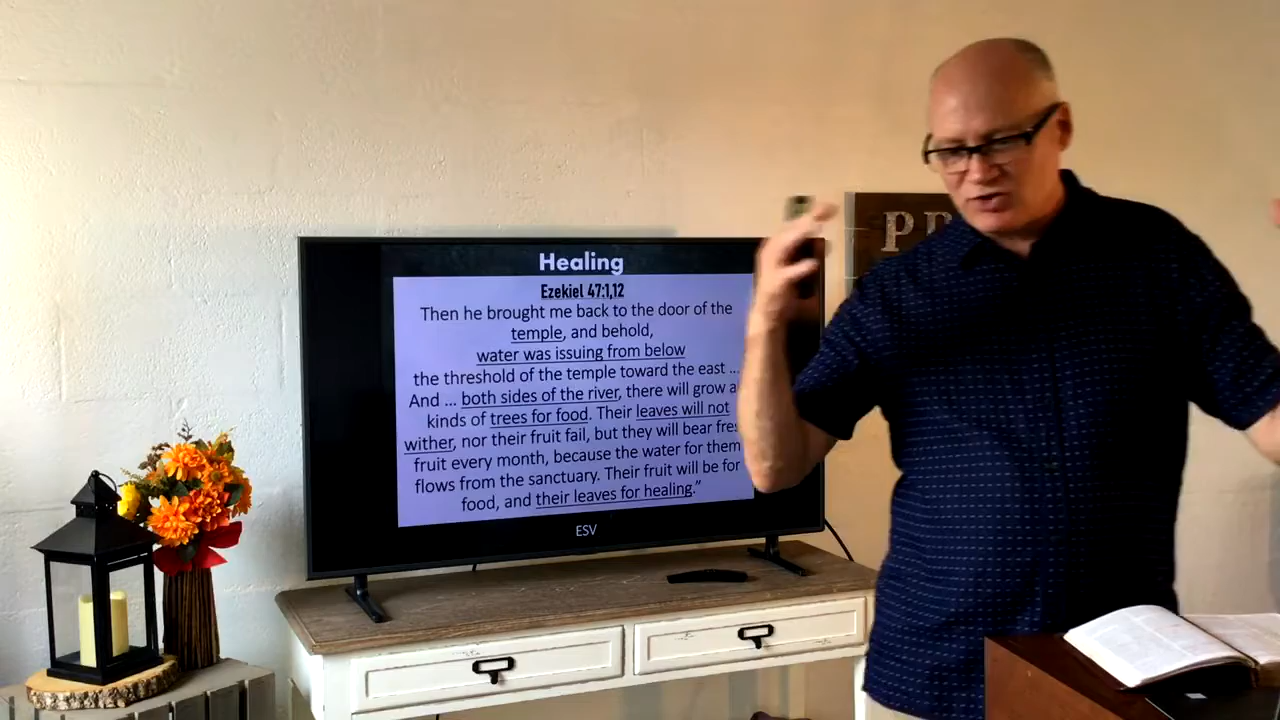 Healing
Ezekiel 47:1,12
Then he brought me back to the door of the
temple, and behold,
water was issuing from below
the threshold of the temple toward the east ...
And ... both sides of the river, there will grow
kinds of trees for food. Their leaves will not
wither, nor their fruit fail, but they will bear
fruit every month, because the water for them
flows from the sanctuary. Their fruit will be for
food, and their leaves for healing.”
ESV